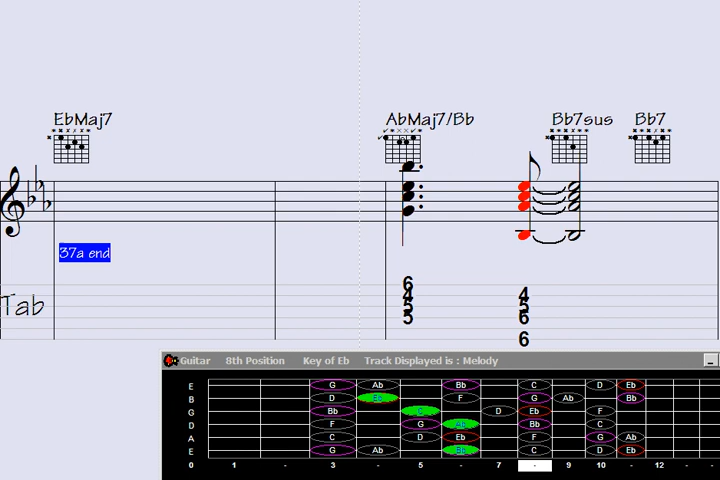 EbMaj7 AbMaj7/Bb Bb7sus Bb7
37a end
6
4 4
5 5
5 6
6
Tab
Guitar 8th Position Key of Eb Track Displayed is : Melody
E G Ab Bb C D Eb
B D Eb F G Ab Bb
G Bb C D Eb F
D F G Ab Bb C
A C D Eb F G Ab
E G Ab Bb C D Eb
0 1 - 3 - 5 - 7 - 9 10 - 12 - -